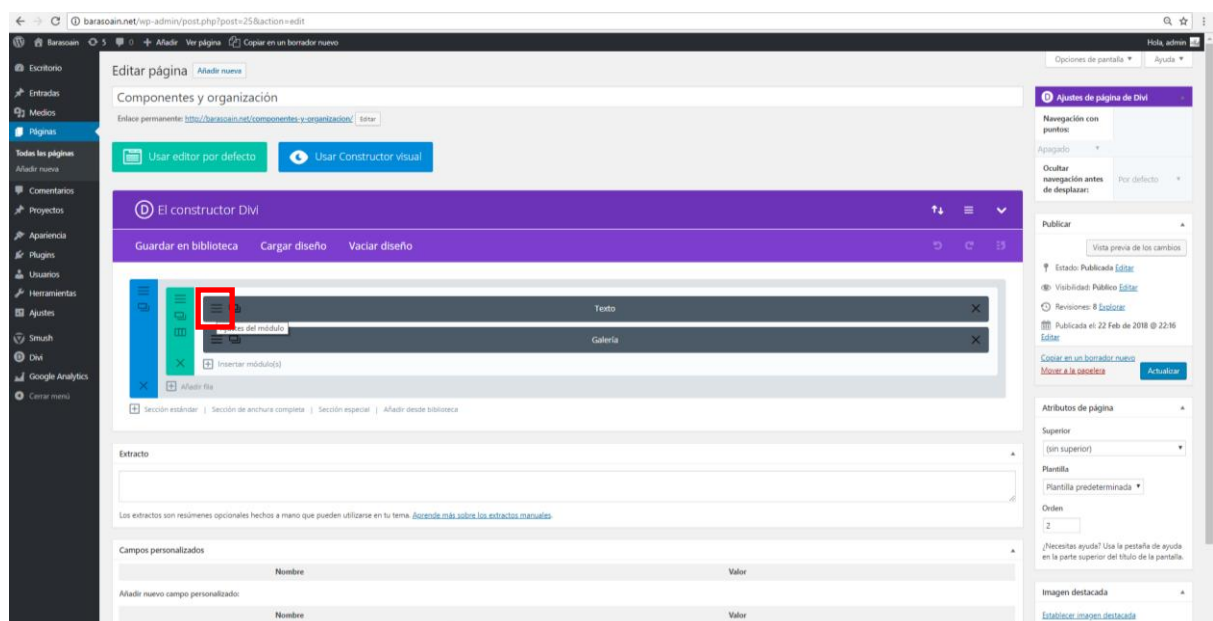 barasoain.net/wp-admin/post.php?post=25&action=edit
Barasoain 5 0 Añadir Ver página Copiar en un borrador nuevo Hola, admin
Opciones de pantalla Ayuda
Escritorio
Entradas
Medios
Páginas
Todas las páginas
Añadir nueva
Comentarios
Proyectos
Apariencia
Plugins
Usuarios
Herramientas
Ajustes
Smush
Divi
Google Analytics
Cerrar menú
Editar página Añadir nueva
Componentes y organización
Enlace permanente: http://barasoain.net/componentes-y-organizacion/ Editar
Usar editor por defecto Usar Constructor visual
El constructor Divi
Guardar en biblioteca Cargar diseño Vaciar diseño
Texto
del módulo
Galería
Insertar módulo(s)
Añadir fila
Sección estándar | Sección de anchura completa | Sección especial | Añadir desde biblioteca
Extracto
Los extractos son resúmenes opcionales hechos a mano que pueden utilizarse en tu tema. Aprende más sobre los extractos manuales.
Campos personalizados
Nombre Valor
Añadir nuevo campo personalizado:
Nombre Valor
Ajustes de página de Divi
Navegación con
puntos:
Apagado
Ocultar
navegación antes
de desplazar:
Por defecto
Publicar
Vista previa de los cambios
Estado: Publicada Editar
Visibilidad: Público Editar
Revisiones: 8 Explorar
Publicada el: 22 Feb de 2018 @ 22:16
Editar
Copiar en un borrador nuevo
Mover a la papelera Actualizar
Atributos de página
Superior
(sin superior)
Plantilla
Plantilla predeterminada
Orden
2
¿Necesitas ayuda? Usa la pestaña de ayuda
en la parte superior del título de la pantalla.
Imagen destacada
Establecer imagen destacada